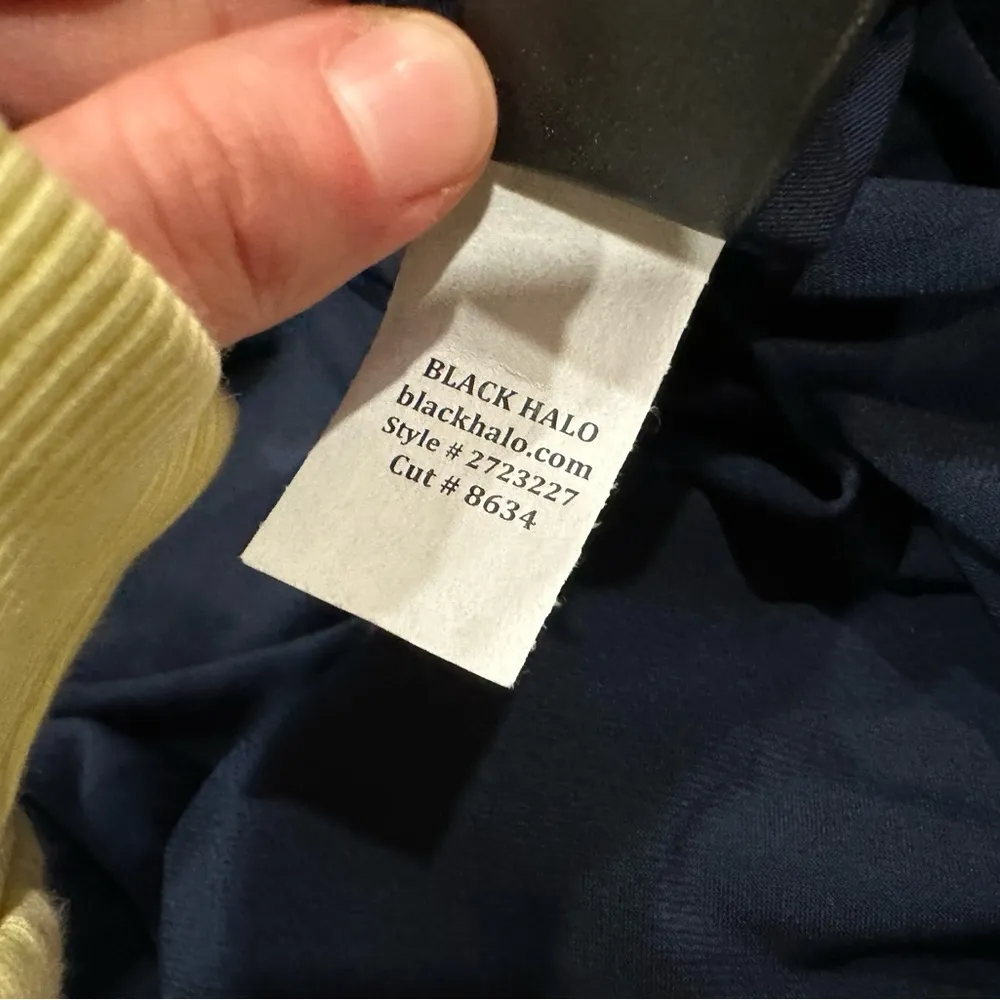 BLACK HALO
blackhalo.com
Style # 2723227
Cut # 8634